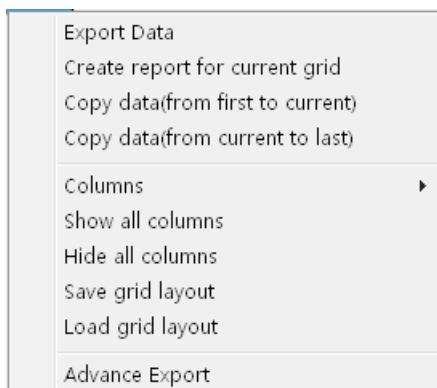 Export Data
Create report for current grid
Copy data(from first to current)
Copy data(from current to last)
Columns
Show all columns
Hide all columns
Save grid layout
Load grid layout
Advance Export